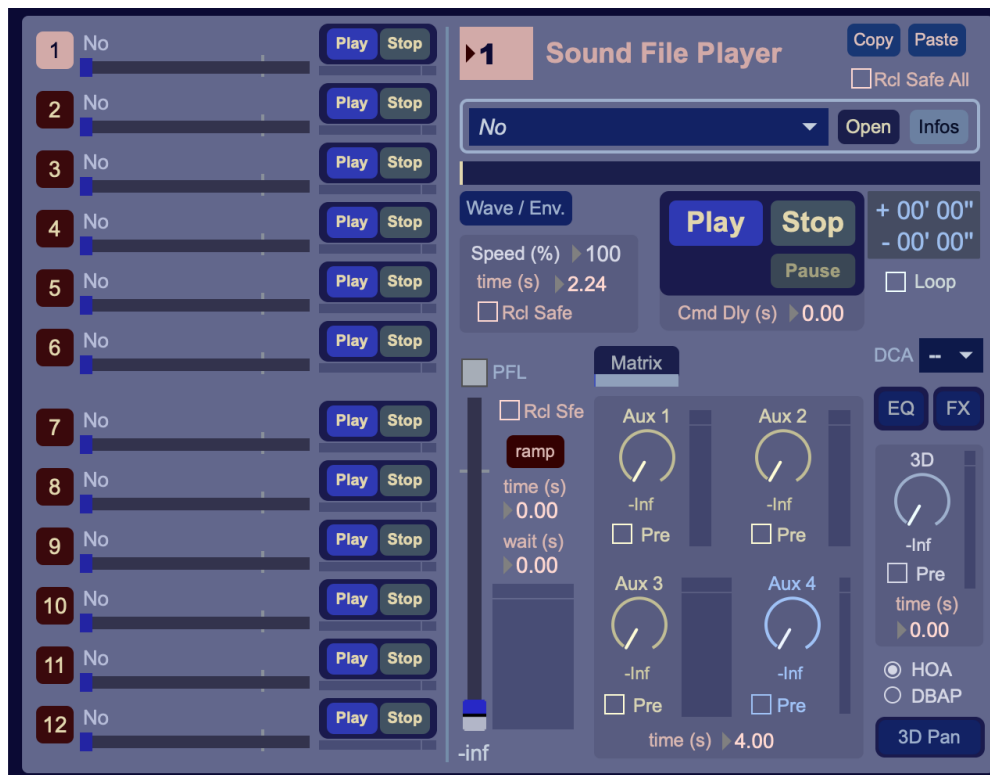 1 No Play Stop
2 No Play Stop
3 No Play Stop
4 No Play Stop
5 No Play Stop
6 No Play Stop
7 No Play Stop
8 No Play Stop
9 No Play Stop
10 No Play Stop
11 No Play Stop
12 No Play Stop
1 Sound File Player
Copy Paste
Rcl Safe All
No Open Infos
Wave / Env.
Speed (%) 100
time (s) 2.24
Rcl Safe
Play Stop
Pause
Cmd Dly (s) 0.00
+ 00' 00"
- 00' 00"
Loop
PFL
Rcl Sfe
ramp
time (s)
0.00
wait (s)
0.00
-inf
Matrix
Aux 1
-Inf
Pre
Aux 2
-Inf
Pre
Aux 3
-Inf
Pre
Aux 4
-Inf
Pre
time (s) 4.00
DCA --
EQ FX
3D
-Inf
Pre
time (s)
0.00
HOA
DBAP
3D Pan